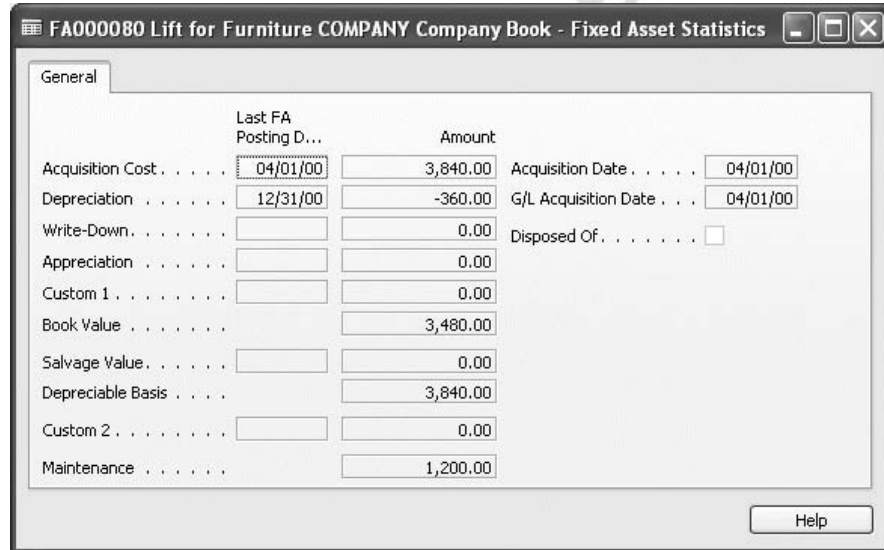 FA000080 Lift for Furniture COMPANY Company Book - Fixed Asset Statistics
General
Last FA
Posting D... Amount
Acquisition Cost. . . . . 04/01/00 3,840.00 Acquisition Date. . . . . 04/01/00
Depreciation . . . . . . 12/31/00 -360.00 G/L Acquisition Date . . . 04/01/00
Write-Down. . . . . . . 0.00 Disposed Of. . . . . . . .
Appreciation . . . . . . 0.00
Custom 1 . . . . . . . . 0.00
Book Value . . . . . . . 3,480.00
Salvage Value. . . . . . 0.00
Depreciable Basis . . . . 3,840.00
Custom 2 . . . . . . . . 0.00
Maintenance . . . . . . 1,200.00
Help